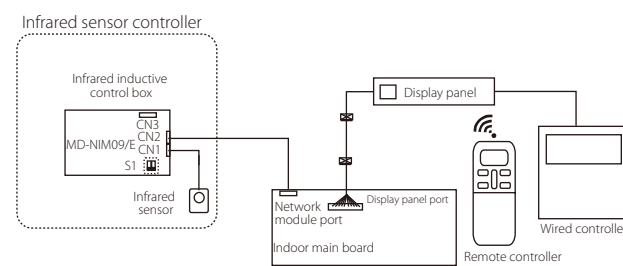 Infrared sensor controller
Infrared inductive
control box
CN3
CN2
MD-NIM09/E
CN1
S1
Infrared
sensor
Display panel
Network
module port
Display panel port
Indoor main board
Remote controller
Wired controlle